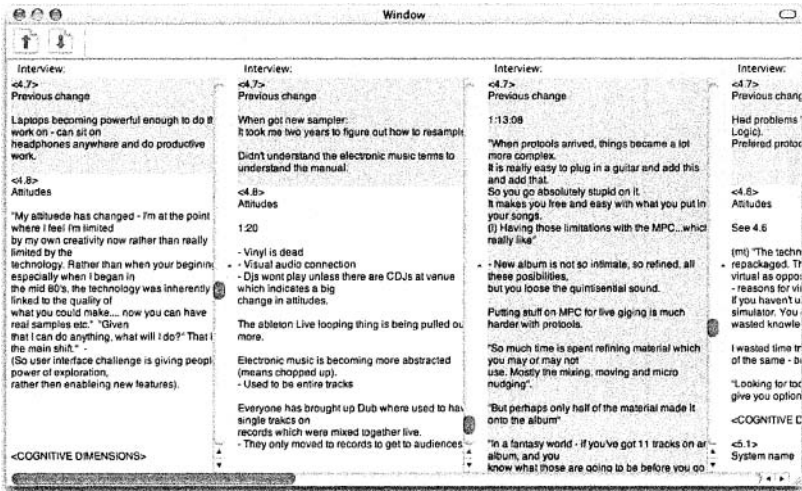 Window
Interview:
<4.7>
Previous change
Laptops becoming powerful enough to do it
work on - can sit on
headphones anywhere and do productive
work.
<4.8>
Attitudes
"My attituede has changed - I'm at the point
where I feel I'm limited
by my own creativity now rather than really
limited by the
technology. Rather than when your begining
especially when I began in
the mid 80's, the technology was inherently
linked to the quality of
what you could make.... now you can have
real samples etc." "Given
that I can do anything, what will I do?" That i
the main shift." -
(So user interface challenge is giving peopl
power of exploration,
rather then enableing new features).
<COGNITIVE DIMENSIONS>
Interview:
<4.7>
Previous change
When got new sampler:
It took me two years to figure out how to resample
Didn't understand the electronic music terms to
understand the manual.
<4.8>
Attitudes
1:20
- Vinyl is dead
- Visual audio connection
- Djs wont play unless there are CDJs at venue
which indicates a big
change in attitudes.
The ableton Live looping thing is being pulled ou
more.
Electronic music is becoming more abstracted
(means chopped up).
- Used to be entire tracks
Everyone has brought up Dub where used to hav
single trakcs on
records which were mixed together live.
- They only moved to records to get to audiences
Interview:
<4.7>
Previous change
1:13:08
"When protools arrived, things became a lot
more complex.
It is really easy to plug in a guitar and add this
and add that.
So you go absolutely stupid on it.
It makes you free and easy with what you put in
your songs.
(I) Having those limitations with the MPC...which
really like"
- New album is not so intimate, so refined, all
these posibilities,
but you loose the quintisential sound.
Putting stuff on MPC for live giging is much
harder with protools.
"So much time is spent refining material which
you may or may not
use. Mostly the mixing, moving and micro
nudging".
"But perhaps only half of the material made it
onto the album"
"In a fantasy world - if you've got 11 tracks on ar
album, and you
know what those are going to be before you go
Interview:
<4.7>
Previous chang
Had problems
Logic).
Prefered protoo
<4.8>
Attitudes
See 4.6
(mt) "The techn
repackaged. Th
virtual as oppos
- reasons for vir
If you haven't u
simulator. You
wasted knowle
I wasted time tr
of the same - b
"Looking for too
give you option
<COGNITIVE D
<5.1>
System name